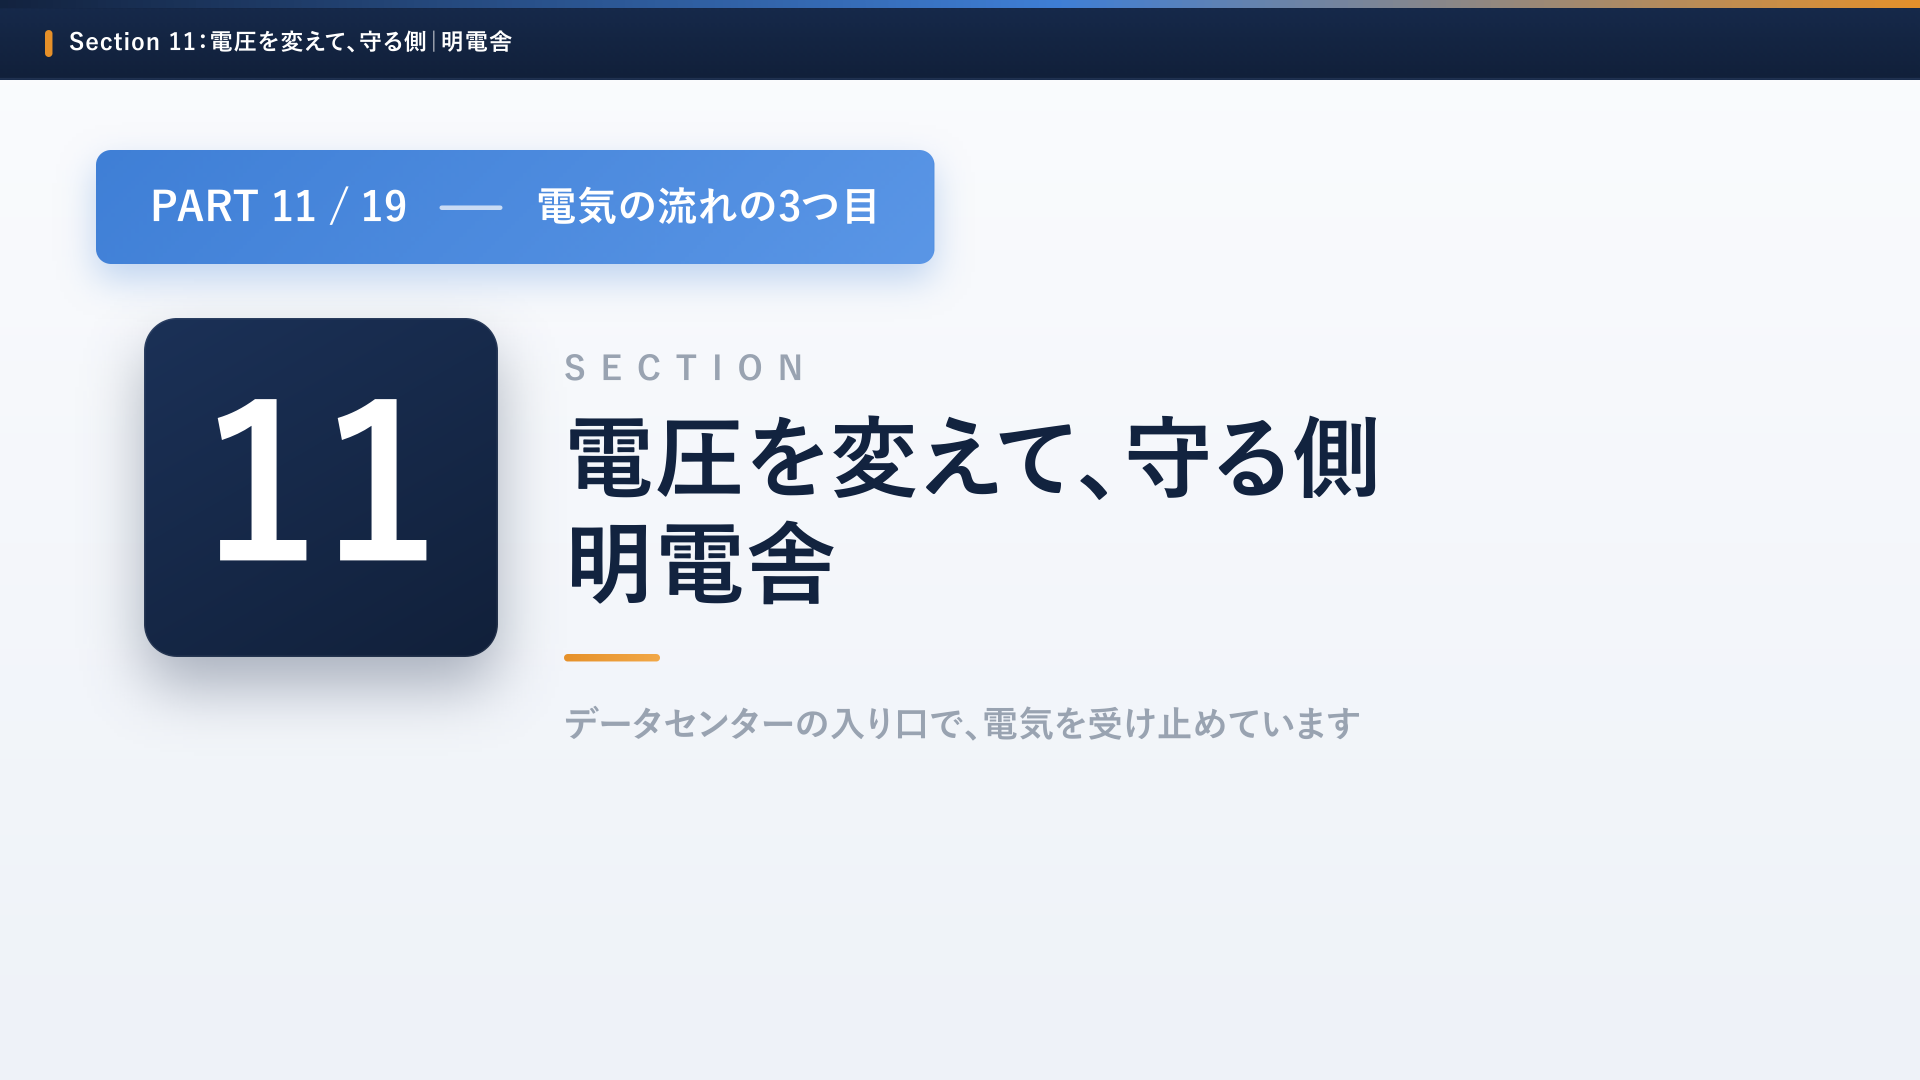 Section 11：電圧を変えて、守る側｜明電舎
PART 11 / 19 — 電気の流れの3つ目
11
SECTION
電圧を変えて、守る側
明電舎
データセンターの入り口で、電気を受け止めています